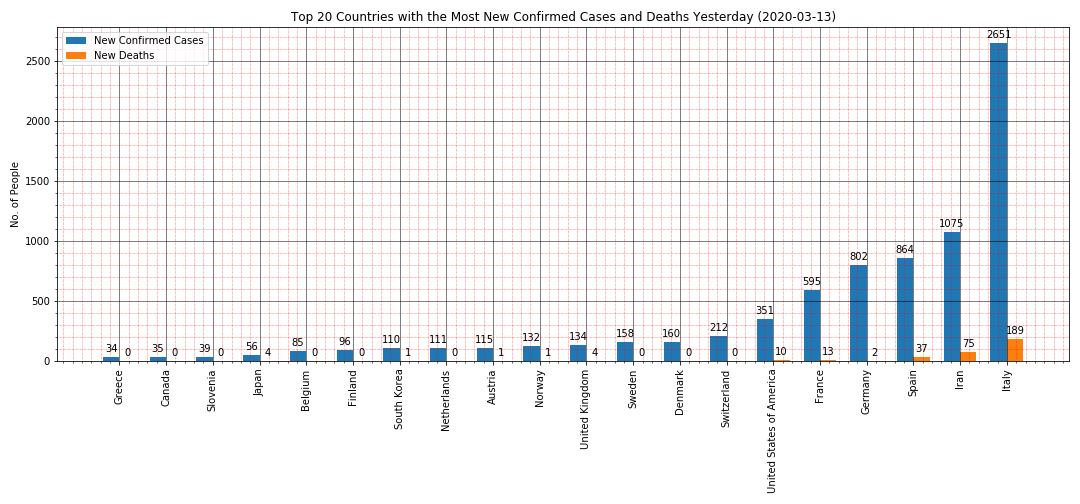 Top 20 Countries with the Most New Confirmed Cases and Deaths Yesterday (2020-03-13)
New Confirmed Cases
New Deaths
No. of People
2500
2000
1500
1000
500
0
34 0
35 0
39 0
56 4
85 0
96 0
110 1
111 0
115 1
132 1
134 4
158 0
160 0
212 0
351 10
595 13
802 2
864 37
1075 75
2651 189
Greece
Canada
Slovenia
Japan
Belgium
Finland
South Korea
Netherlands
Austria
Norway
United Kingdom
Sweden
Denmark
Switzerland
United States of America
France
Germany
Spain
Iran
Italy